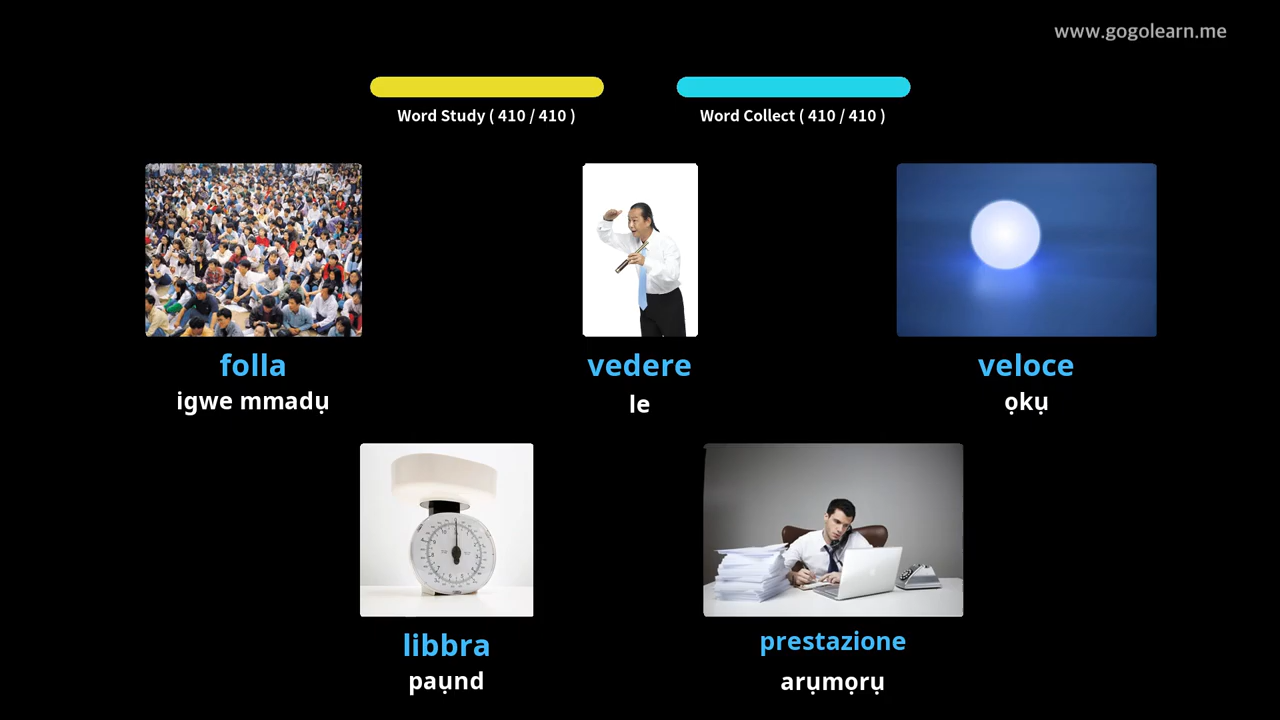 www.gogolearn.me
Word Study ( 410 / 410 )
Word Collect ( 410 / 410 )
folla
igwe mmadụ
vedere
le
veloce
ọkụ
libbra
paụnd
prestazione
arụmọrụ